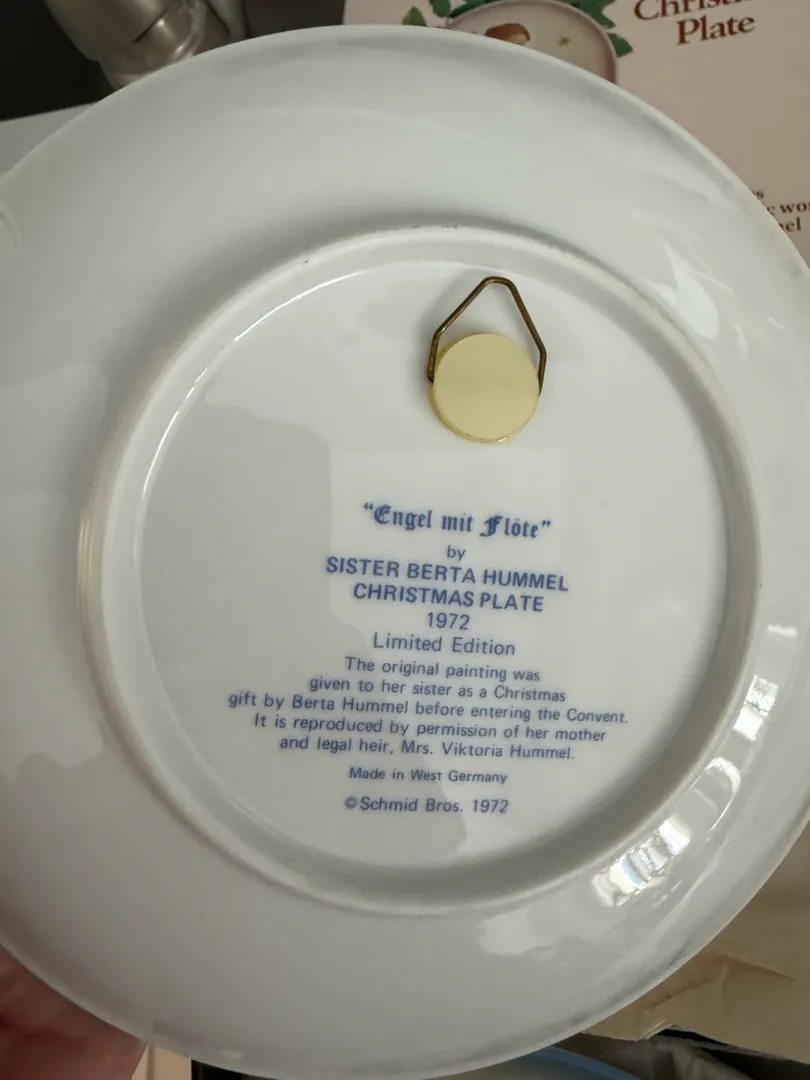 Plate
"Engel mit Flöte"
by
SISTER BERTA HUMMEL
CHRISTMAS PLATE
1972
Limited Edition
The original painting was
given to her sister as a Christmas
gift by Berta Hummel before entering the Convent.
It is reproduced by permission of her mother
and legal heir, Mrs. Viktoria Hummel.
Made in West Germany
©Schmid Bros. 1972